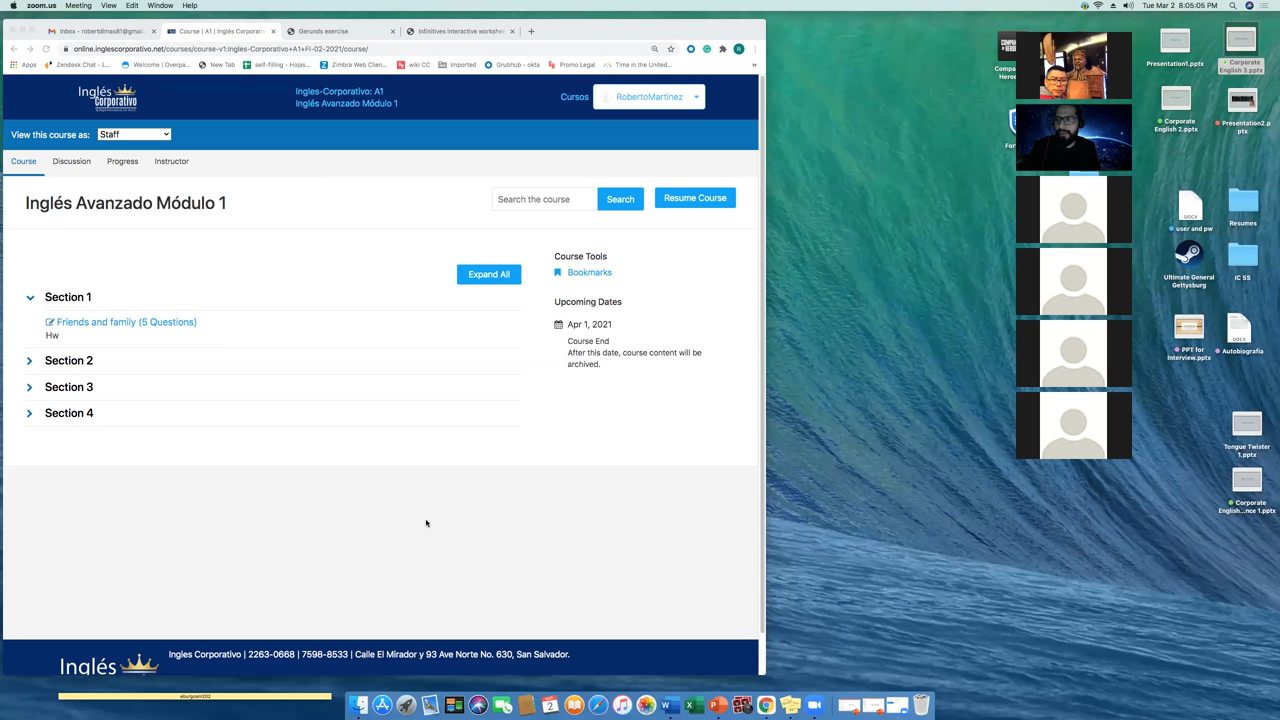 zoom.us Meeting View Edit Window Help
Tue Mar 2 8:05:05 PM
Course | A1 | Inglés Corporati
Gerunds exercise
Infinitives interactive workshe
online.inglescorporativo.net/courses/course-v1:ingles-Corporativo+A1+FI-02-2021/course/
Apps Zendesk Chat - L... Welcome | Overpa... New Tab self-filling - Hojas... Zimbra Web Clien... wiki CC Imported Grubhub - okta Promo Legal Time in the United... »
Inglés
Corporativo
Ingles-Corporativo: A1
Inglés Avanzado Módulo 1
Cursos RobertoMartinez
View this course as: Staff
Course Discussion Progress Instructor
Inglés Avanzado Módulo 1
Search the course Search Resume Course
Expand All
Section 1
Friends and family (5 Questions)
Hw
Section 2
Section 3
Section 4
Course Tools
Bookmarks
Upcoming Dates
Apr 1, 2021
Course End
After this date, course content will be
archived.
Inglés
Ingles Corporativo | 2263-0668 | 7598-8533 | Calle El Mirador y 93 Ave Norte No. 630, San Salvador.
eburgosm202
Presentation1.pptx
Corporate
English 3.pptx
Corporate
English 2.pptx
Presentation2.p
ptx
DOCX
user and pw
Resumes
Ultimate General
Gettysburg
IC SS
PPT for
Interview.pptx
DOCX
Autobiografia
Tongue Twister
1.pptx
Corporate
English...nce 1.pptx